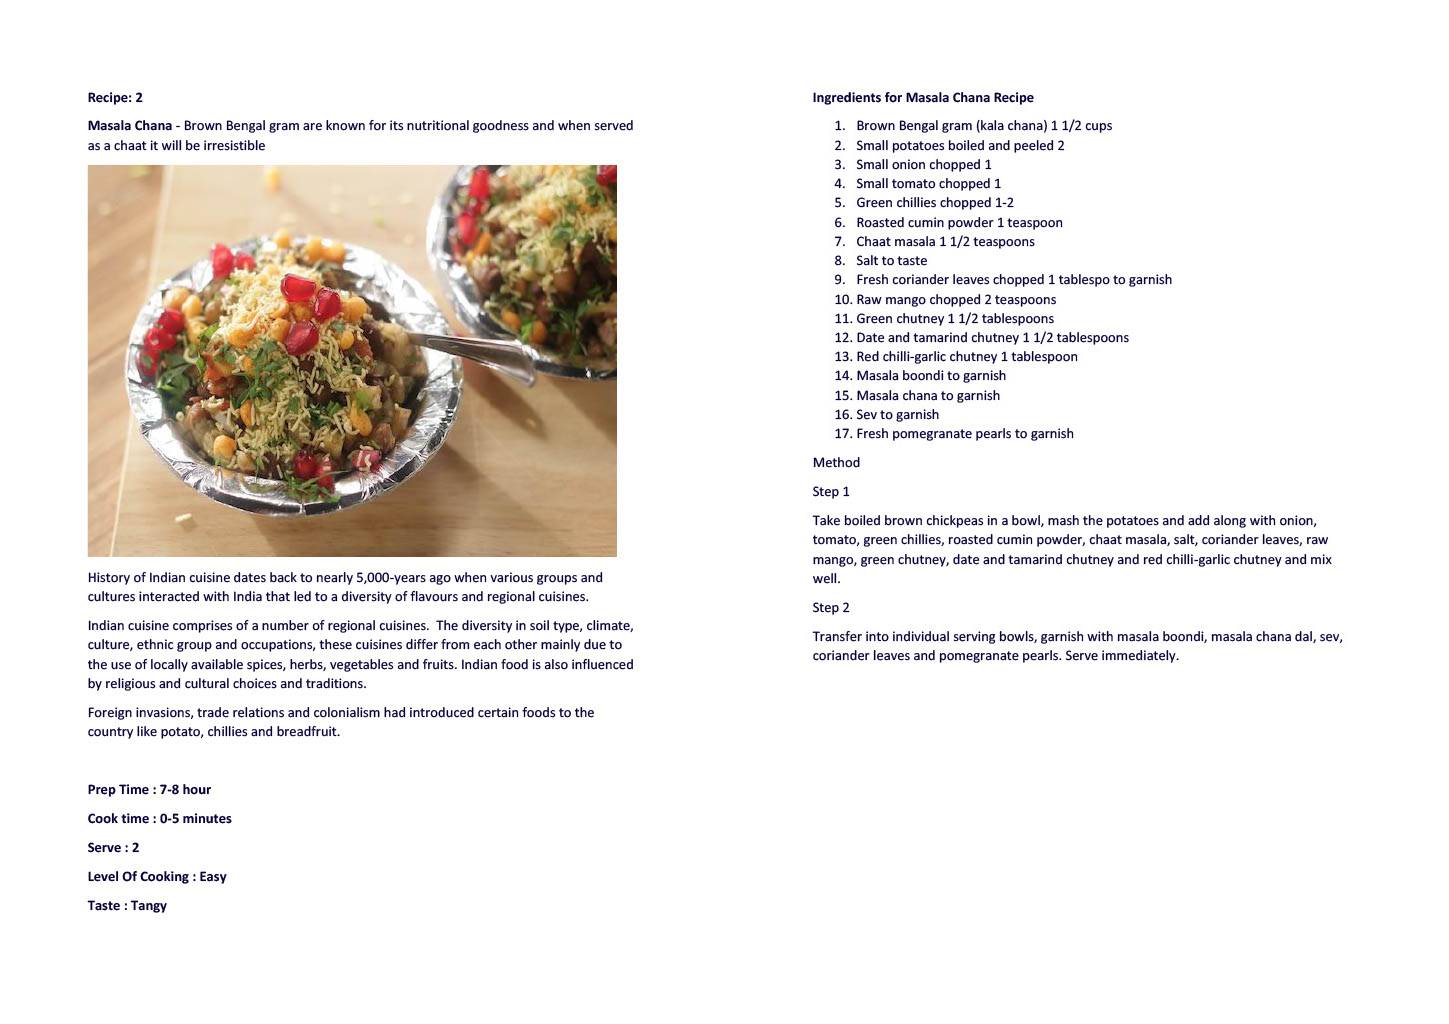 Recipe: 2
Masala Chana - Brown Bengal gram are known for its nutritional goodness and when served
as a chaat it will be irresistible
History of Indian cuisine dates back to nearly 5,000-years ago when various groups and
cultures interacted with India that led to a diversity of flavours and regional cuisines.
Indian cuisine comprises of a number of regional cuisines.  The diversity in soil type, climate,
culture, ethnic group and occupations, these cuisines differ from each other mainly due to
the use of locally available spices, herbs, vegetables and fruits. Indian food is also influenced
by religious and cultural choices and traditions.
Foreign invasions, trade relations and colonialism had introduced certain foods to the
country like potato, chillies and breadfruit.
Prep Time : 7-8 hour
Cook time : 0-5 minutes
Serve : 2
Level Of Cooking : Easy
Taste : Tangy
Ingredients for Masala Chana Recipe
1. Brown Bengal gram (kala chana) 1 1/2 cups
2. Small potatoes boiled and peeled 2
3. Small onion chopped 1
4. Small tomato chopped 1
5. Green chillies chopped 1-2
6. Roasted cumin powder 1 teaspoon
7. Chaat masala 1 1/2 teaspoons
8. Salt to taste
9. Fresh coriander leaves chopped 1 tablespo to garnish
10. Raw mango chopped 2 teaspoons
11. Green chutney 1 1/2 tablespoons
12. Date and tamarind chutney 1 1/2 tablespoons
13. Red chilli-garlic chutney 1 tablespoon
14. Masala boondi to garnish
15. Masala chana to garnish
16. Sev to garnish
17. Fresh pomegranate pearls to garnish
Method
Step 1
Take boiled brown chickpeas in a bowl, mash the potatoes and add along with onion,
tomato, green chillies, roasted cumin powder, chaat masala, salt, coriander leaves, raw
mango, green chutney, date and tamarind chutney and red chilli-garlic chutney and mix
well.
Step 2
Transfer into individual serving bowls, garnish with masala boondi, masala chana dal, sev,
coriander leaves and pomegranate pearls. Serve immediately.